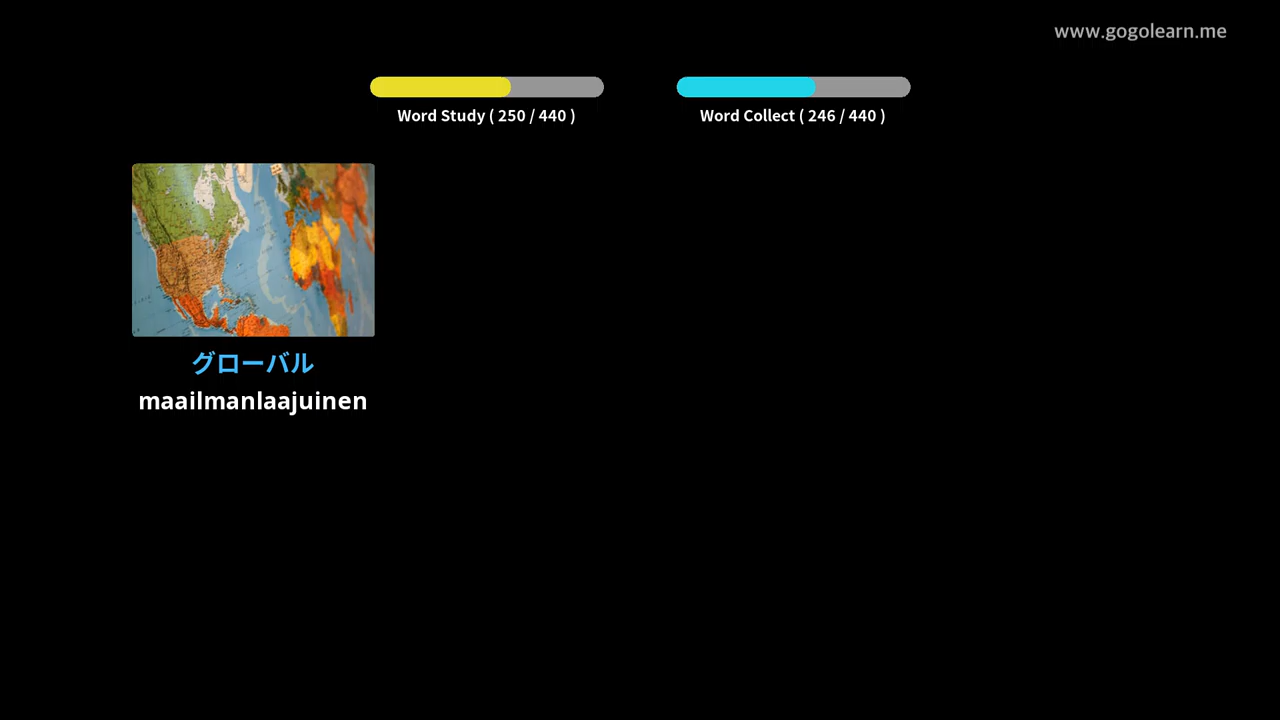 www.gogolearn.me
Word Study ( 250 / 440 )
Word Collect ( 246 / 440 )
グローバル
maailmanlaajuinen